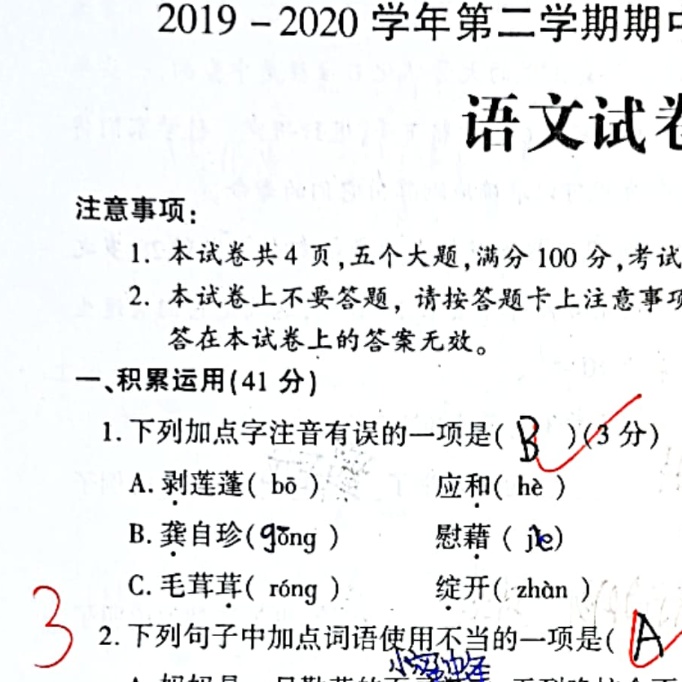 2019-2020 学年第二学期期中
语文试卷
注意事项:
1. 本试卷共 4 页,五个大题,满分 100 分,考试
2. 本试卷上不要答题, 请按答题卡上注意事项
答在本试卷上的答案无效。
一、积累运用(41 分)
1. 下列加点字注音有误的一项是( B )(3 分)
A. 剥莲蓬( bō ) 应和( hè )
B. 龚自珍( gōng ) 慰藉( jiè )
C. 毛茸茸( róng ) 绽开( zhàn )
3 2. 下列句子中加点词语使用不当的一项是( A